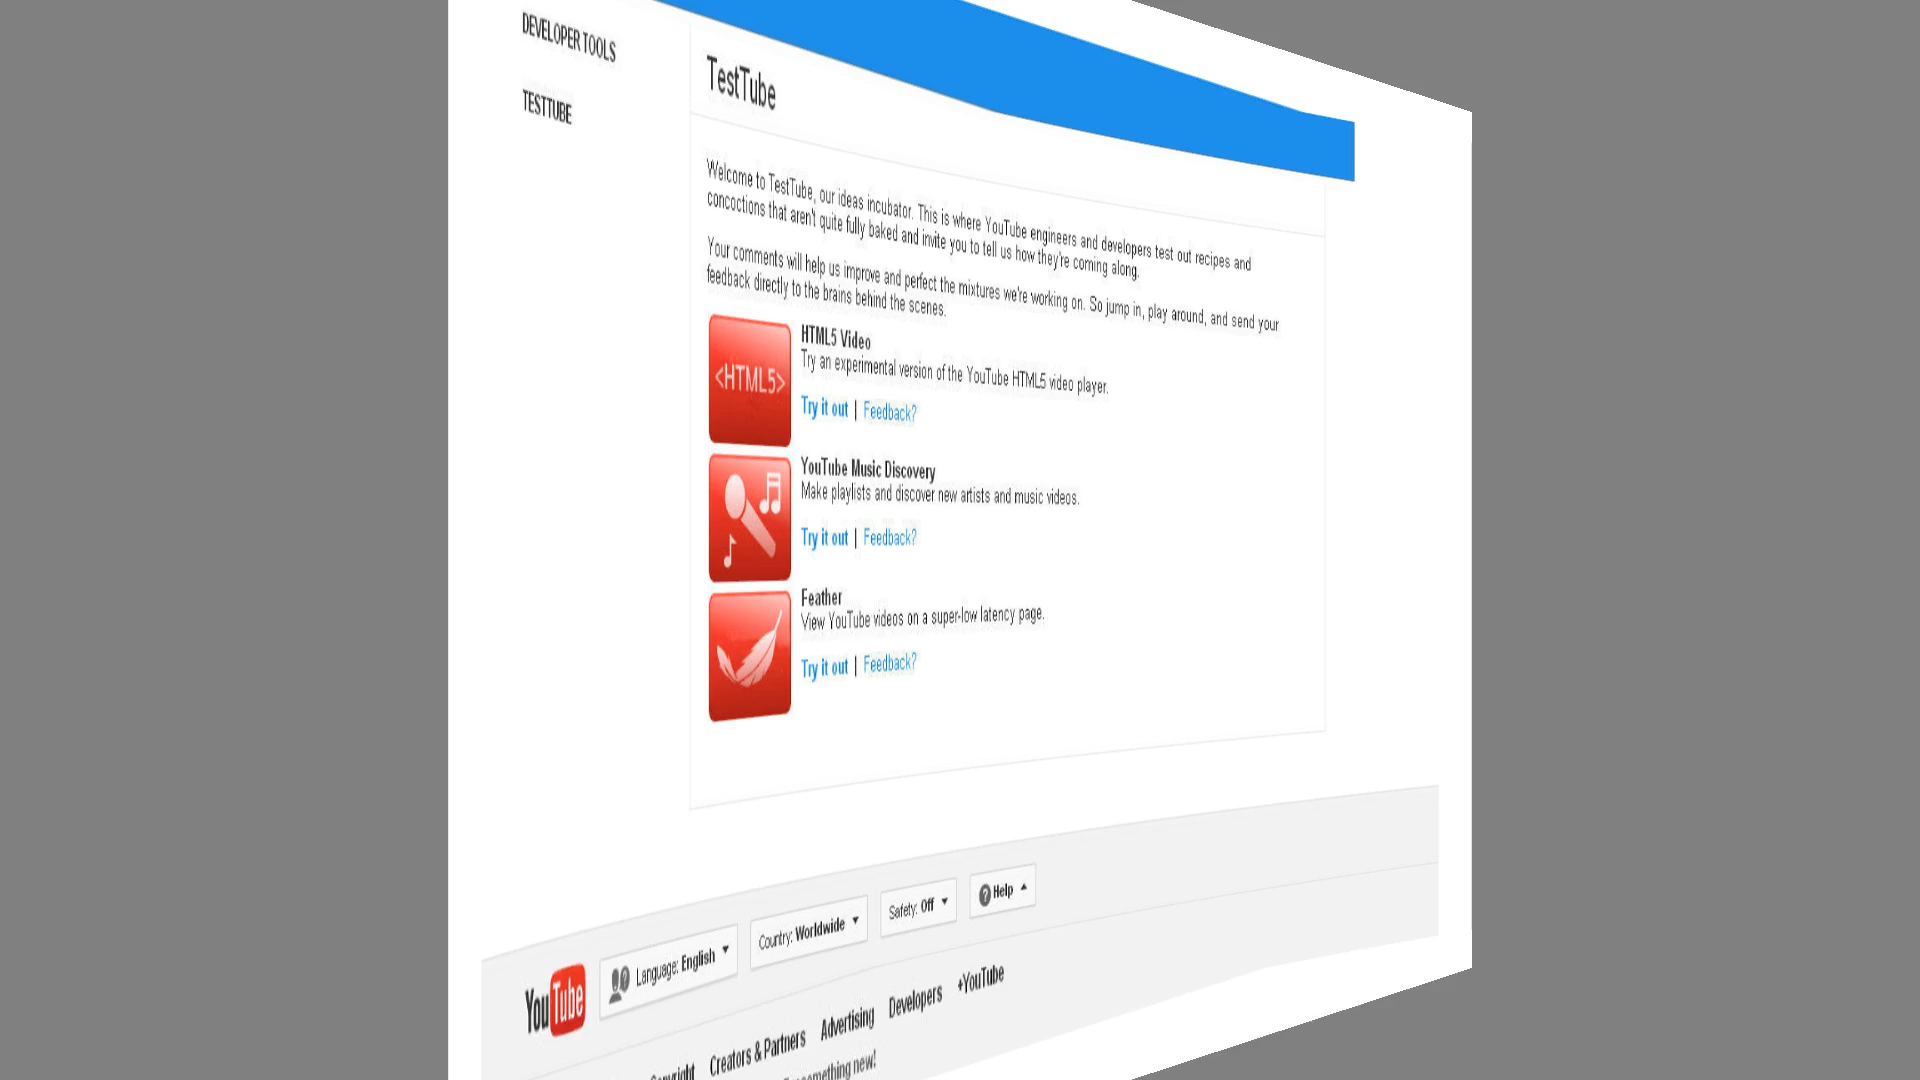 DEVELOPER TOOLS
TESTTUBE
TestTube
Welcome to TestTube, our ideas incubator. This is where YouTube engineers and developers test out recipes and
concoctions that aren't quite fully baked and invite you to tell us how they're coming along.
Your comments will help us improve and perfect the mixtures we're working on. So jump in, play around, and send your
feedback directly to the brains behind the scenes.
<HTML5>
HTML5 Video
Try an experimental version of the YouTube HTML5 video player.
Try it out | Feedback?
YouTube Music Discovery
Make playlists and discover new artists and music videos.
Try it out | Feedback?
Feather
View YouTube videos on a super-low latency page.
Try it out | Feedback?
YouTube
Language: English
Country: Worldwide
Safety: Off
Help
Creators & Partners
Advertising
Developers
+YouTube
something new!